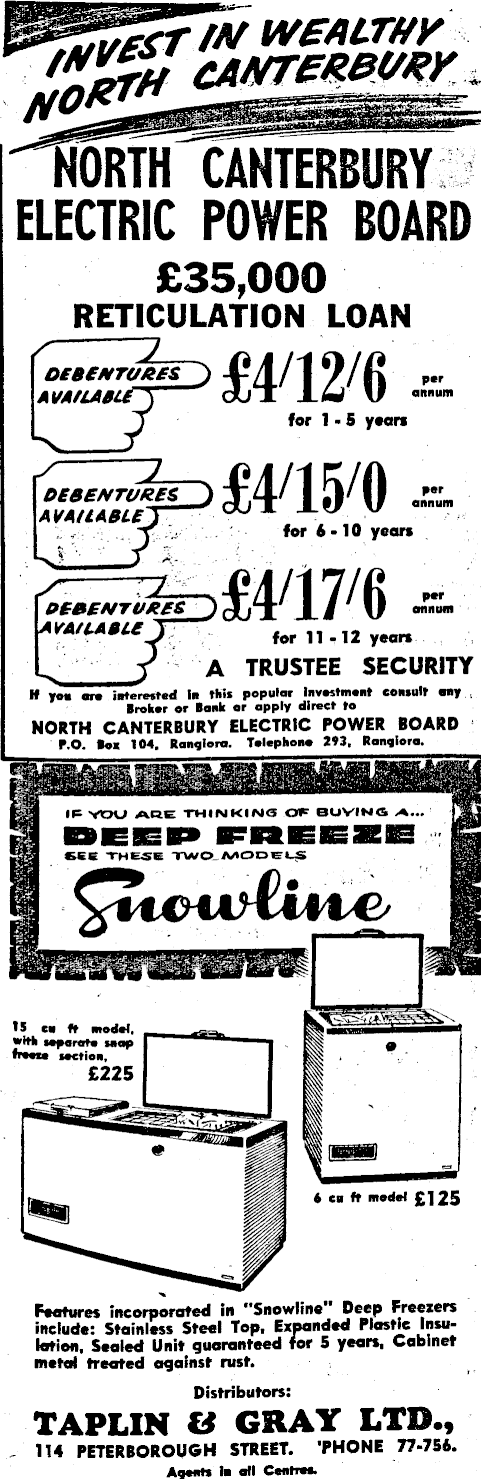 INVEST IN WEALTHY
NORTH CANTERBURY
NORTH CANTERBURY
ELECTRIC POWER BOARD
£35,000
RETICULATION LOAN
DEBENTURES
AVAILABLE
£4/12/6 per
annum
for 1 - 5 years
DEBENTURES
AVAILABLE
£4/15/0 per
annum
for 6 - 10 years
DEBENTURES
AVAILABLE
£4/17/6 per
annum
for 11 - 12 years
A TRUSTEE SECURITY
If you are interested in this popular investment consult any
Broker or Bank or apply direct to
NORTH CANTERBURY ELECTRIC POWER BOARD
P.O. Box 104, Rangiora. Telephone 293, Rangiora.
IF YOU ARE THINKING OF BUYING A...
DEEP FREEZE
SEE THESE TWO MODELS
Snowline
15 cu ft model,
with separate snap
freeze section,
£225
6 cu ft model £125
Features incorporated in "Snowline" Deep Freezers
include: Stainless Steel Top, Expanded Plastic Insu-
lation, Sealed Unit guaranteed for 5 years, Cabinet
metal treated against rust.
Distributors:
TAPLIN & GRAY LTD.,
114 PETERBOROUGH STREET. 'PHONE 77-756.
Agents in all Centres.